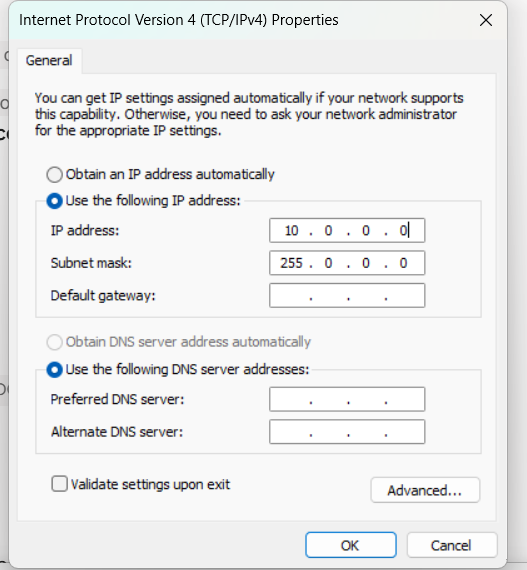 Internet Protocol Version 4 (TCP/IPv4) Properties
General
You can get IP settings assigned automatically if your network supports
this capability. Otherwise, you need to ask your network administrator
for the appropriate IP settings.
Obtain an IP address automatically
Use the following IP address:
IP address: 10 . 0 . 0 . 0
Subnet mask: 255 . 0 . 0 . 0
Default gateway: . . .
Obtain DNS server address automatically
Use the following DNS server addresses:
Preferred DNS server: . . .
Alternate DNS server: . . .
Validate settings upon exit
Advanced...
OK Cancel